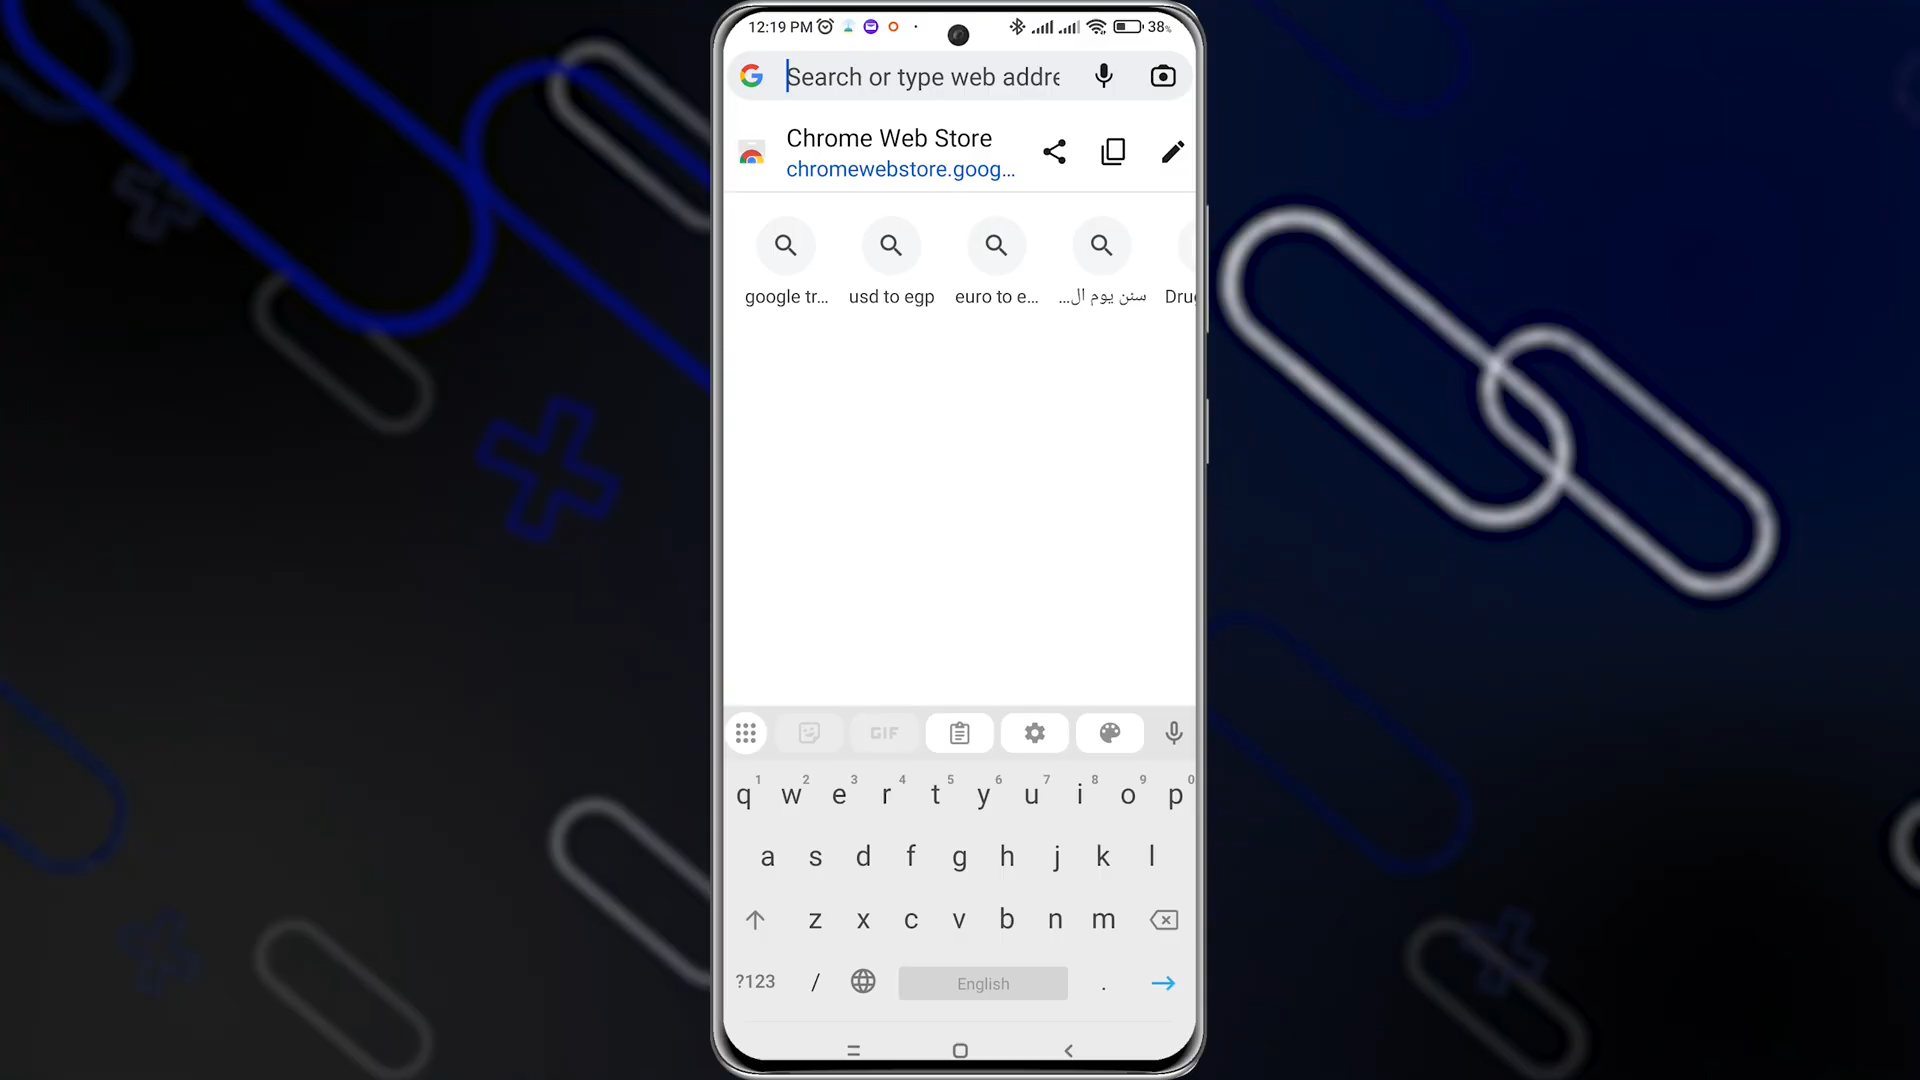 12:19 PM
38%
Search or type web addre
Chrome Web Store
chromewebstore.goog...
google tr...
usd to egp
euro to e...
سنن يوم ال...
Dru
GIF
1 2 3 4 5 6 7 8 9 0
q w e r t y u i o p
a s d f g h j k l
z x c v b n m
?123 / English .